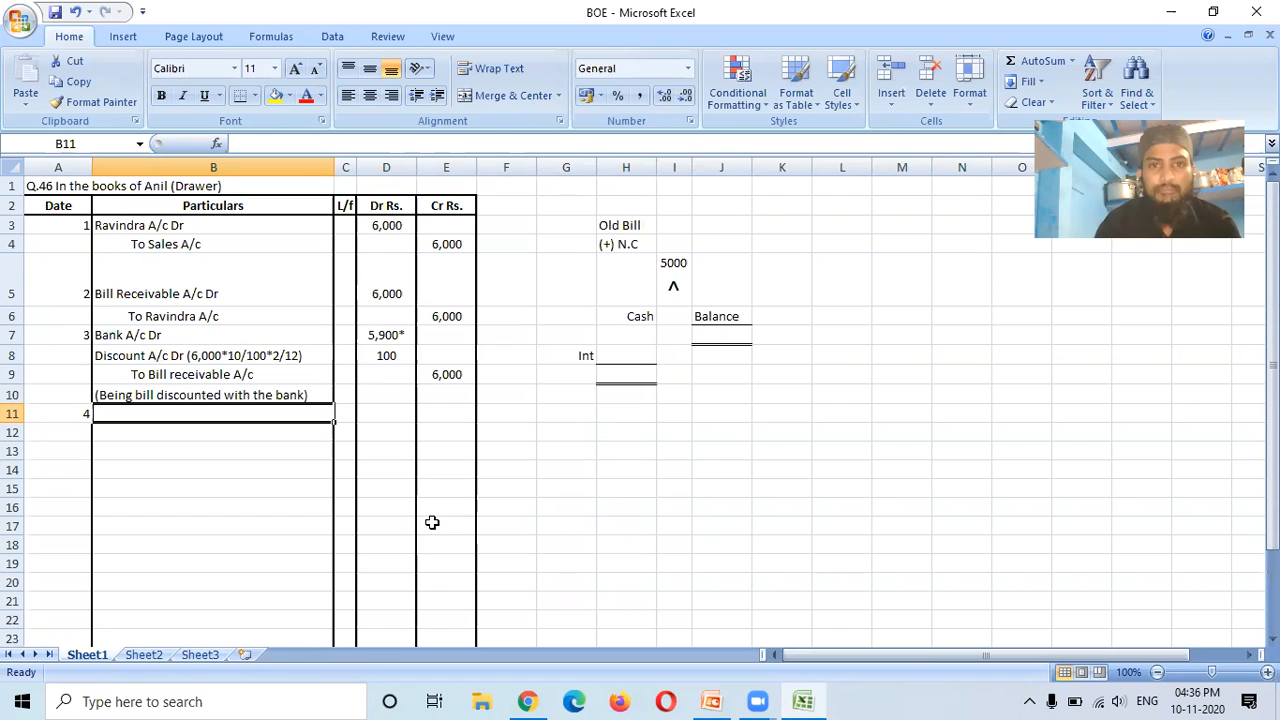 BOE - Microsoft Excel
Home Insert Page Layout Formulas Data Review View
Paste
Cut
Copy
Format Painter
Clipboard
Calibri 11
B I U
A A
Font
Wrap Text
Merge & Center
Alignment
General
% ,
Number
Conditional Formatting
Format as Table
Cell Styles
Styles
Insert Delete Format
Cells
Σ AutoSum
Fill
Clear
Sort & Filter
Find & Select
B11 fx
A B C D E F G H I J K L M N O S
1 Q.46 In the books of Anil (Drawer)
2 Date Particulars L/f Dr Rs. Cr Rs.
3 1 Ravindra A/c Dr 6,000 Old Bill
4 To Sales A/c 6,000 (+) N.C
5000
5 2 Bill Receivable A/c Dr 6,000 ^
6 To Ravindra A/c 6,000 Cash Balance
7 3 Bank A/c Dr 5,900*
8 Discount A/c Dr (6,000*10/100*2/12) 100 Int
9 To Bill receivable A/c 6,000
10 (Being bill discounted with the bank)
11 4
12
13
14
15
16
17
18
19
20
21
22
23
Sheet1 Sheet2 Sheet3
Ready 100%
Type here to search
ENG
04:36 PM
10-11-2020